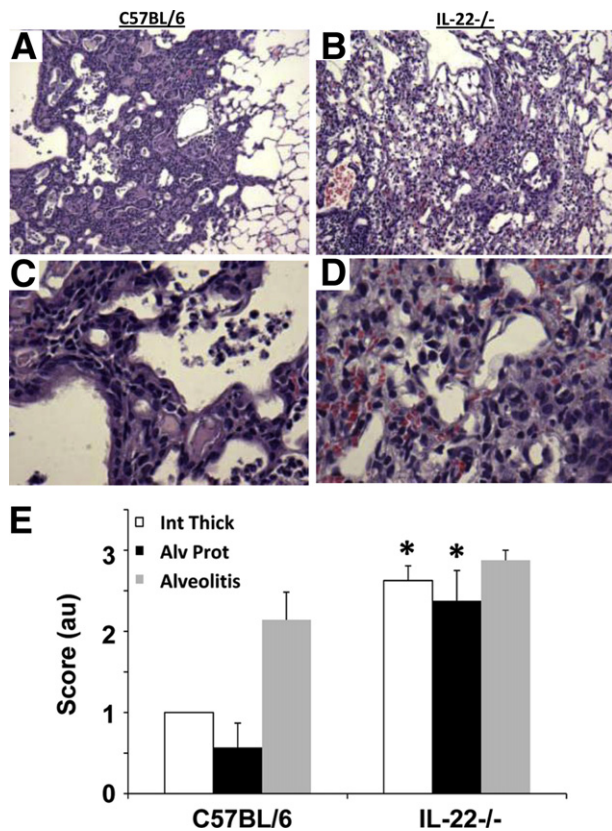 C57BL/6
IL-22-/-
A
B
C
D
E
Int Thick
Alv Prot
Alveolitis
* *
Score (au)
3
2
1
0
C57BL/6
IL-22-/-